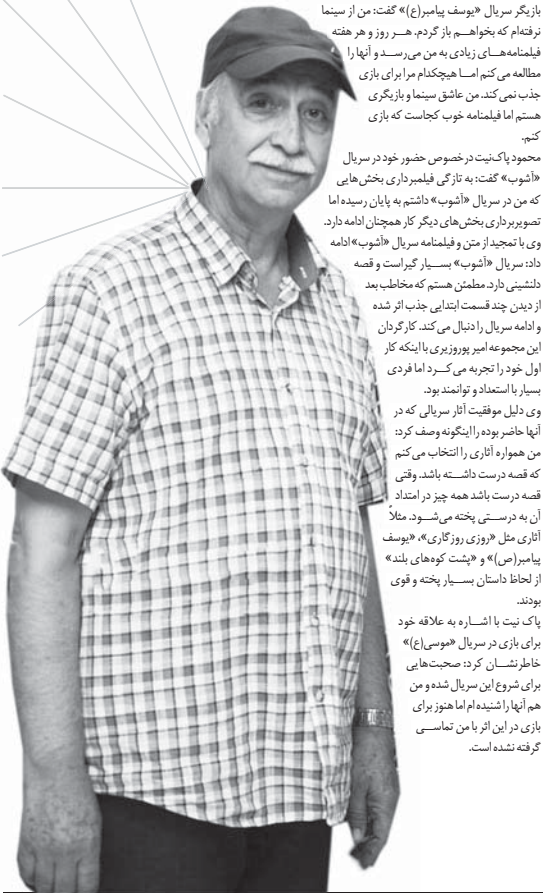 بازیگر سریال «یوسف پیامبر(ع)» گفت: من از سینما
نرفته‌ام که بخواهم باز گردم. هر روز و هر هفته
فیلمنامه‌های زیادی به من می‌رسد و آنها را
مطالعه می‌کنم اما هیچکدام مرا برای بازی
جذب نمی‌کند. من عاشق سینما و بازیگری
هستم اما فیلمنامه خوب کجاست که بازی
کنم.
محمود پاک‌نیت درخصوص حضور خود در سریال
«آشوب» گفت: به تازگی فیلمبرداری بخش‌هایی
که من در سریال «آشوب» داشتم به پایان رسیده اما
تصویربرداری بخش‌های دیگر کار همچنان ادامه دارد.
وی با تمجید از متن و فیلمنامه سریال «آشوب» ادامه
داد: سریال «آشوب» بسیار گیراست و قصه
دلنشینی دارد. مطمئن هستم که مخاطب بعد
از دیدن چند قسمت ابتدایی جذب اثر شده
و ادامه سریال را دنبال می‌کند. کارگردان
این مجموعه امیر پوروزیری با اینکه کار
اول خود را تجربه می‌کرد اما فردی
بسیار با استعداد و توانمند بود.
وی دلیل موفقیت آثار سریالی که در
آنها حاضر بوده را اینگونه وصف کرد:
من همواره آثاری را انتخاب می‌کنم
که قصه درست داشته باشد. وقتی
قصه درست باشد همه چیز در امتداد
آن به درستی پخته می‌شود. مثلاً
آثاری مثل «روزی روزگاری»، «یوسف
پیامبر(ص)» و «پشت کوه‌های بلند»
از لحاظ داستان بسیار پخته و قوی
بودند.
پاک نیت با اشاره به علاقه خود
برای بازی در سریال «موسی(ع)»
خاطرنشان کرد: صحبت‌هایی
برای شروع این سریال شده و من
هم آنها را شنیده ام اما هنوز برای
بازی در این اثر با من تماسی
گرفته نشده است.